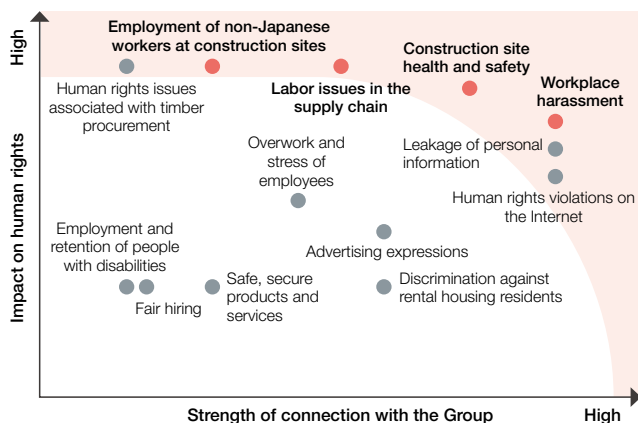 High
Impact on human rights
Employment of non-Japanese
workers at construction sites
Human rights issues
associated with timber
procurement
Labor issues in the
supply chain
Construction site
health and safety
Workplace
harassment
Leakage of personal
information
Human rights violations on
the Internet
Overwork and
stress of
employees
Advertising expressions
Employment and
retention of people
with disabilities
Fair hiring
Safe, secure
products and
services
Discrimination against
rental housing residents
Strength of connection with the Group
High